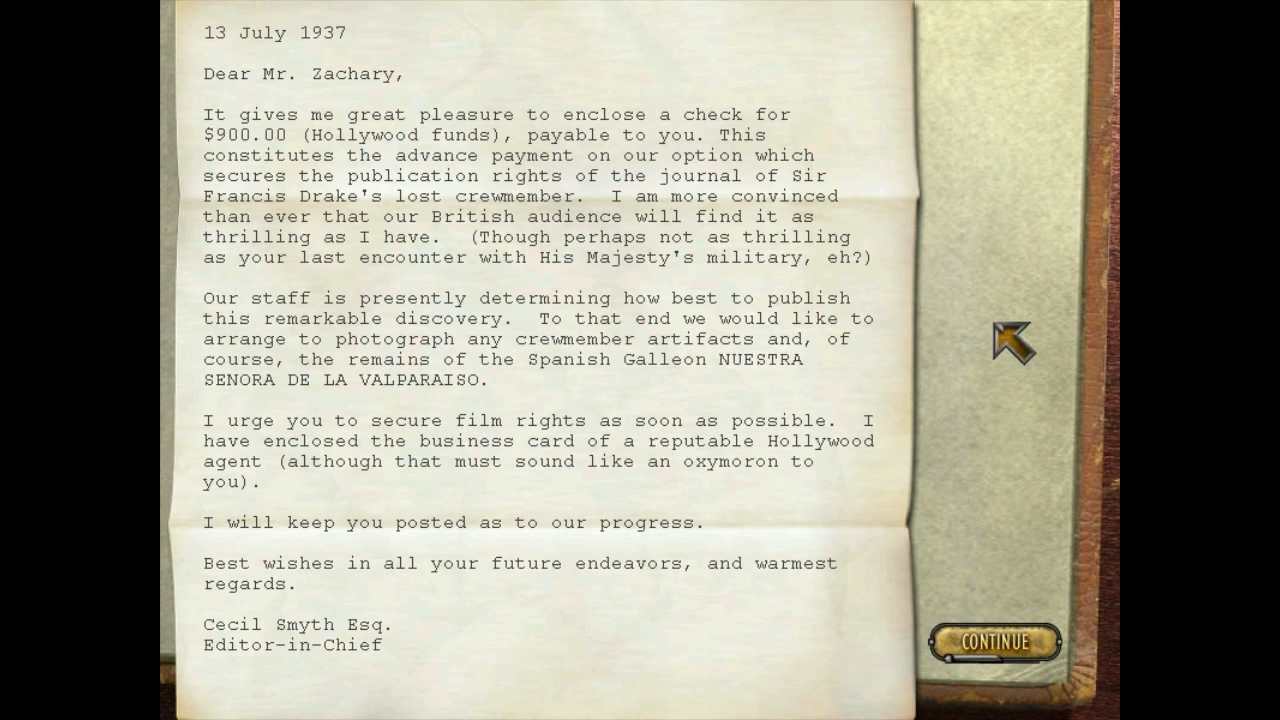 13 July 1937
Dear Mr. Zachary,
It gives me great pleasure to enclose a check for
$900.00 (Hollywood funds), payable to you. This
constitutes the advance payment on our option which
secures the publication rights of the journal of Sir
Francis Drake's lost crewmember.  I am more convinced
than ever that our British audience will find it as
thrilling as I have.  (Though perhaps not as thrilling
as your last encounter with His Majesty's military, eh?)
Our staff is presently determining how best to publish
this remarkable discovery.  To that end we would like to
arrange to photograph any crewmember artifacts and, of
course, the remains of the Spanish Galleon NUESTRA
SENORA DE LA VALPARAISO.
I urge you to secure film rights as soon as possible.  I
have enclosed the business card of a reputable Hollywood
agent (although that must sound like an oxymoron to
you).
I will keep you posted as to our progress.
Best wishes in all your future endeavors, and warmest
regards.
Cecil Smyth Esq.
Editor-in-Chief
CONTINUE